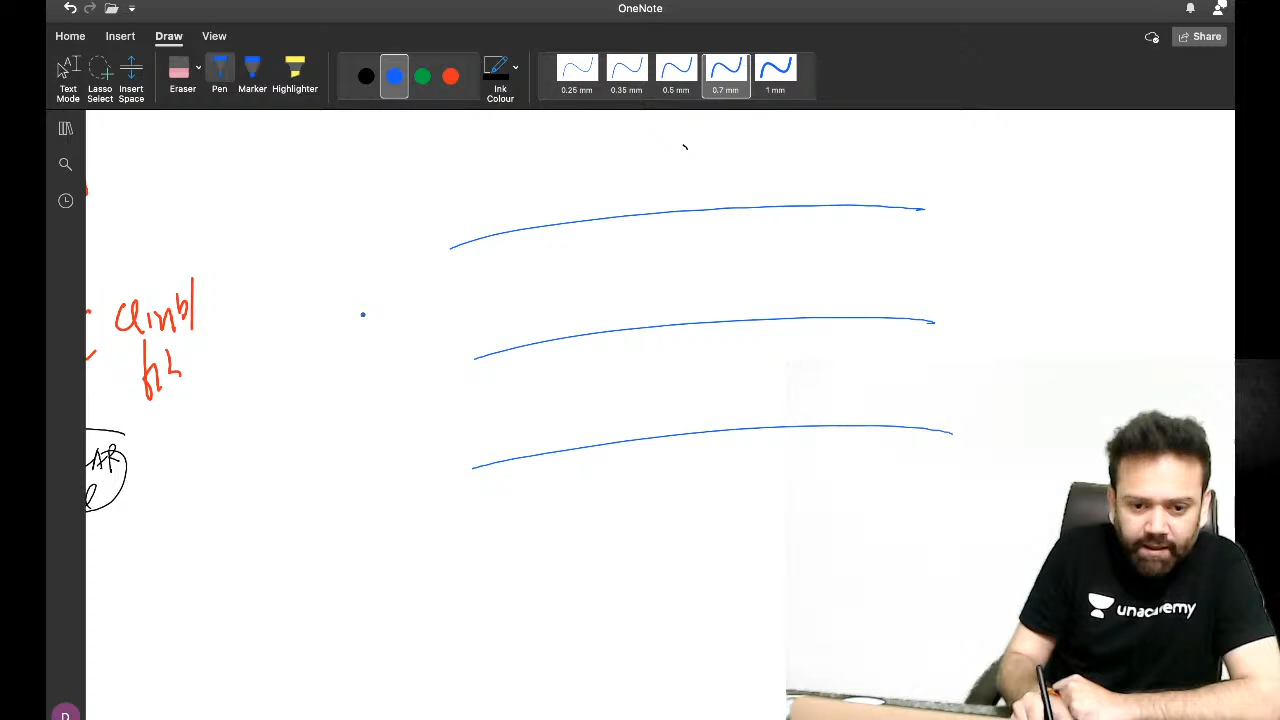 OneNote
Home Insert Draw View
Share
Text Mode
Lasso Select
Insert Space
Eraser
Pen
Marker
Highlighter
Ink Colour
0.25 mm
0.35 mm
0.5 mm
0.7 mm
1 mm
AR
unacademy
D